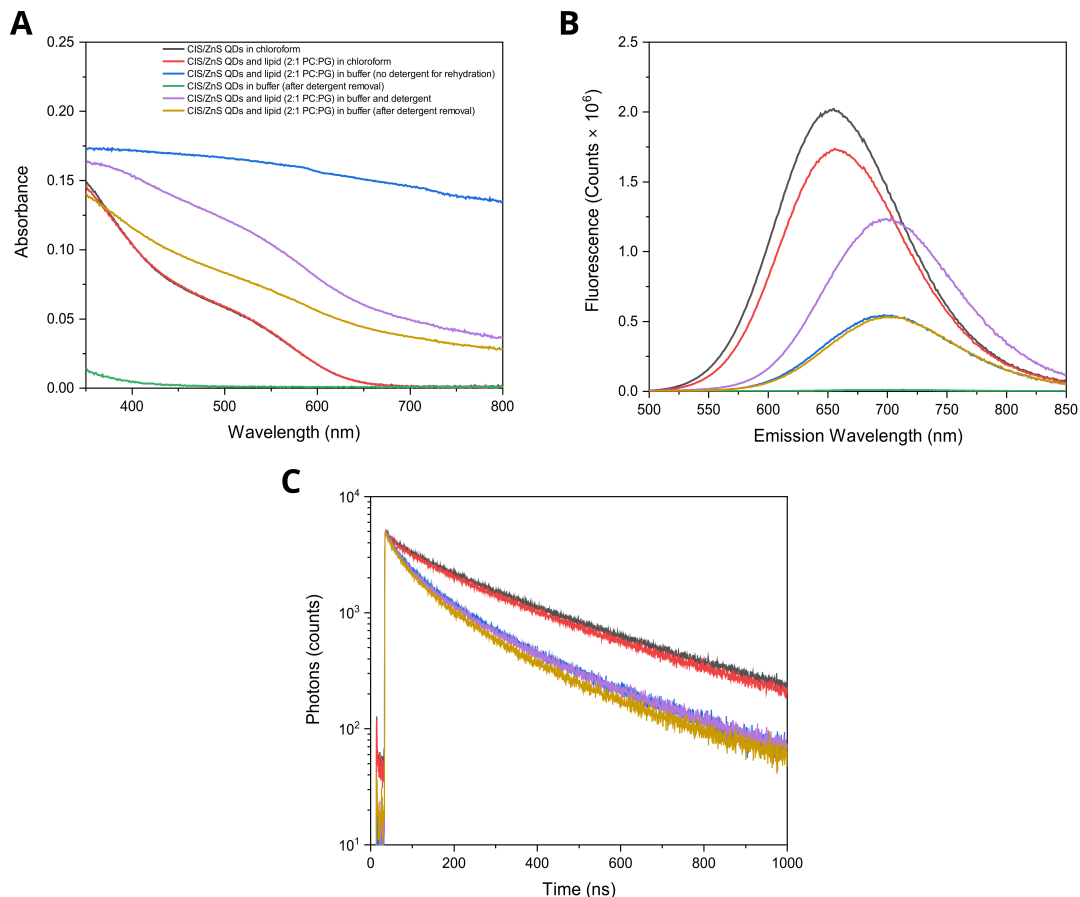 A
0.25
0.20
0.15
0.10
0.05
0.00
Absorbance
CIS/ZnS QDs in chloroform
CIS/ZnS QDs and lipid (2:1 PC:PG) in chloroform
CIS/ZnS QDs and lipid (2:1 PC:PG) in buffer (no detergent for rehydration)
CIS/ZnS QDs in buffer (after detergent removal)
CIS/ZnS QDs and lipid (2:1 PC:PG) in buffer and detergent
CIS/ZnS QDs and lipid (2:1 PC:PG) in buffer (after detergent removal)
400 500 600 700 800
Wavelength (nm)
B
2.5
2.0
1.5
1.0
0.5
0.0
Fluorescence (Counts × 10⁶)
500 550 600 650 700 750 800 850
Emission Wavelength (nm)
C
10⁴
10³
10²
10¹
Photons (counts)
0 200 400 600 800 1000
Time (ns)